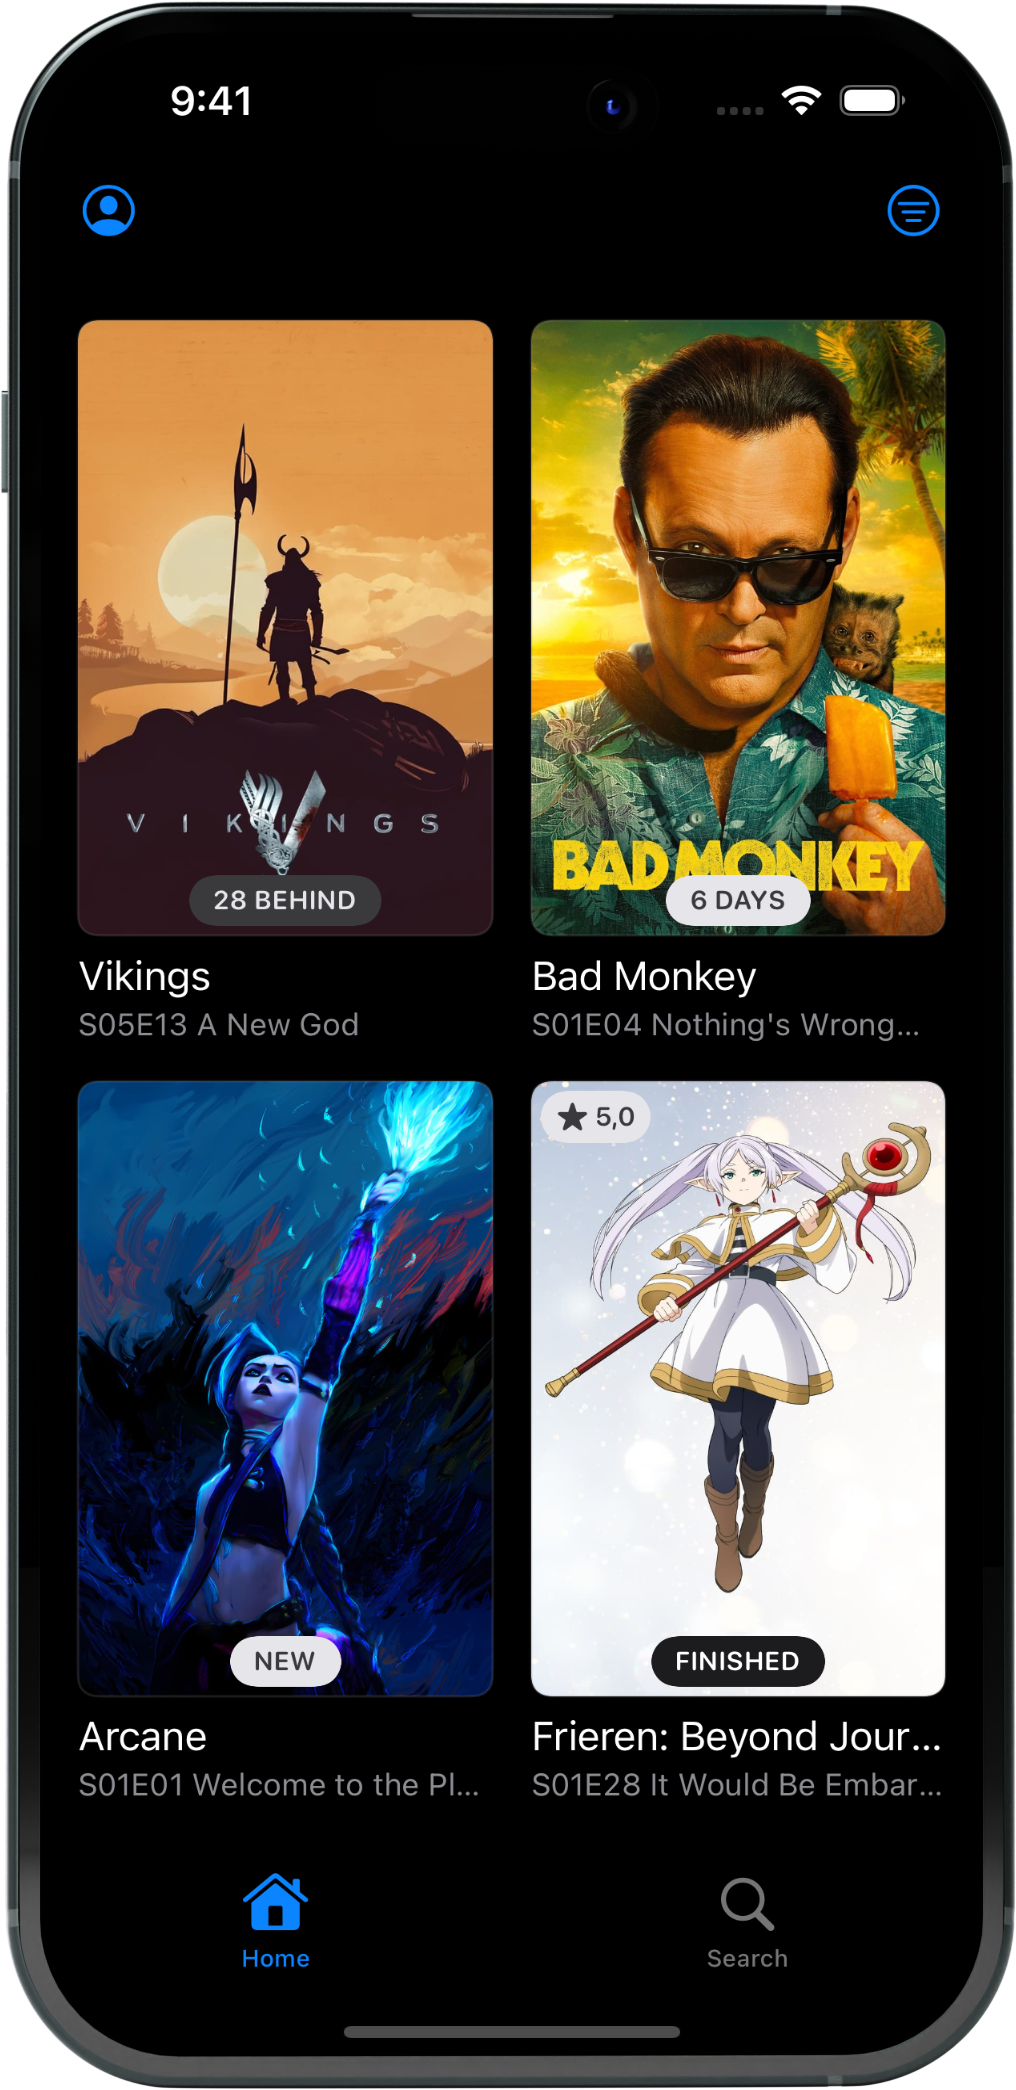 9:41
VIKINGS
28 BEHIND
BAD MONKEY
6 DAYS
Vikings
S05E13 A New God
Bad Monkey
S01E04 Nothing's Wrong...
★ 5,0
NEW
FINISHED
Arcane
S01E01 Welcome to the Pl...
Frieren: Beyond Jour...
S01E28 It Would Be Embar...
Home
Search